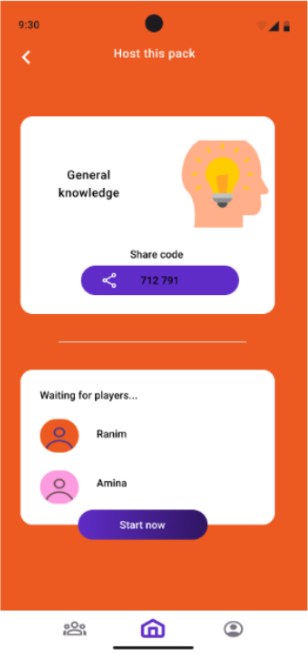 9:30
Host this pack
General
knowledge
Share code
712 791
Waiting for players...
Ranim
Amina
Start now